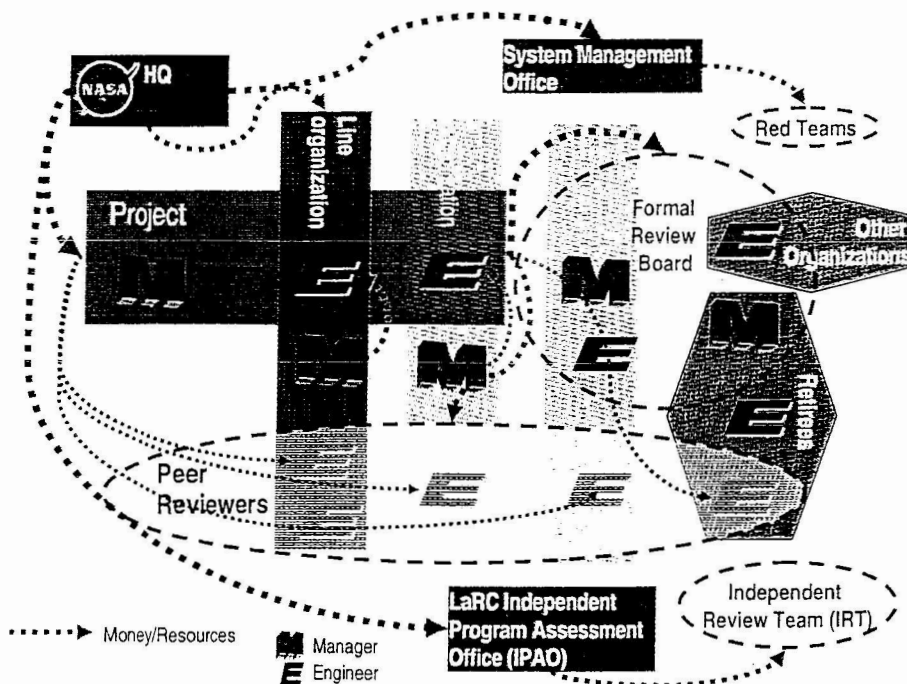 NASA
HQ
System Management
Office
Red Teams
Line
organization
Project
M
E
E
Formal
Review
Board
M
E
Other
Organizations
M
E
Retirees
M
M
E
Peer
Reviewers
E
E
E
E
E
LaRC Independent
Program Assessment
Office (IPAO)
Independent
Review Team (IRT)
Money/Resources
M Manager
E Engineer